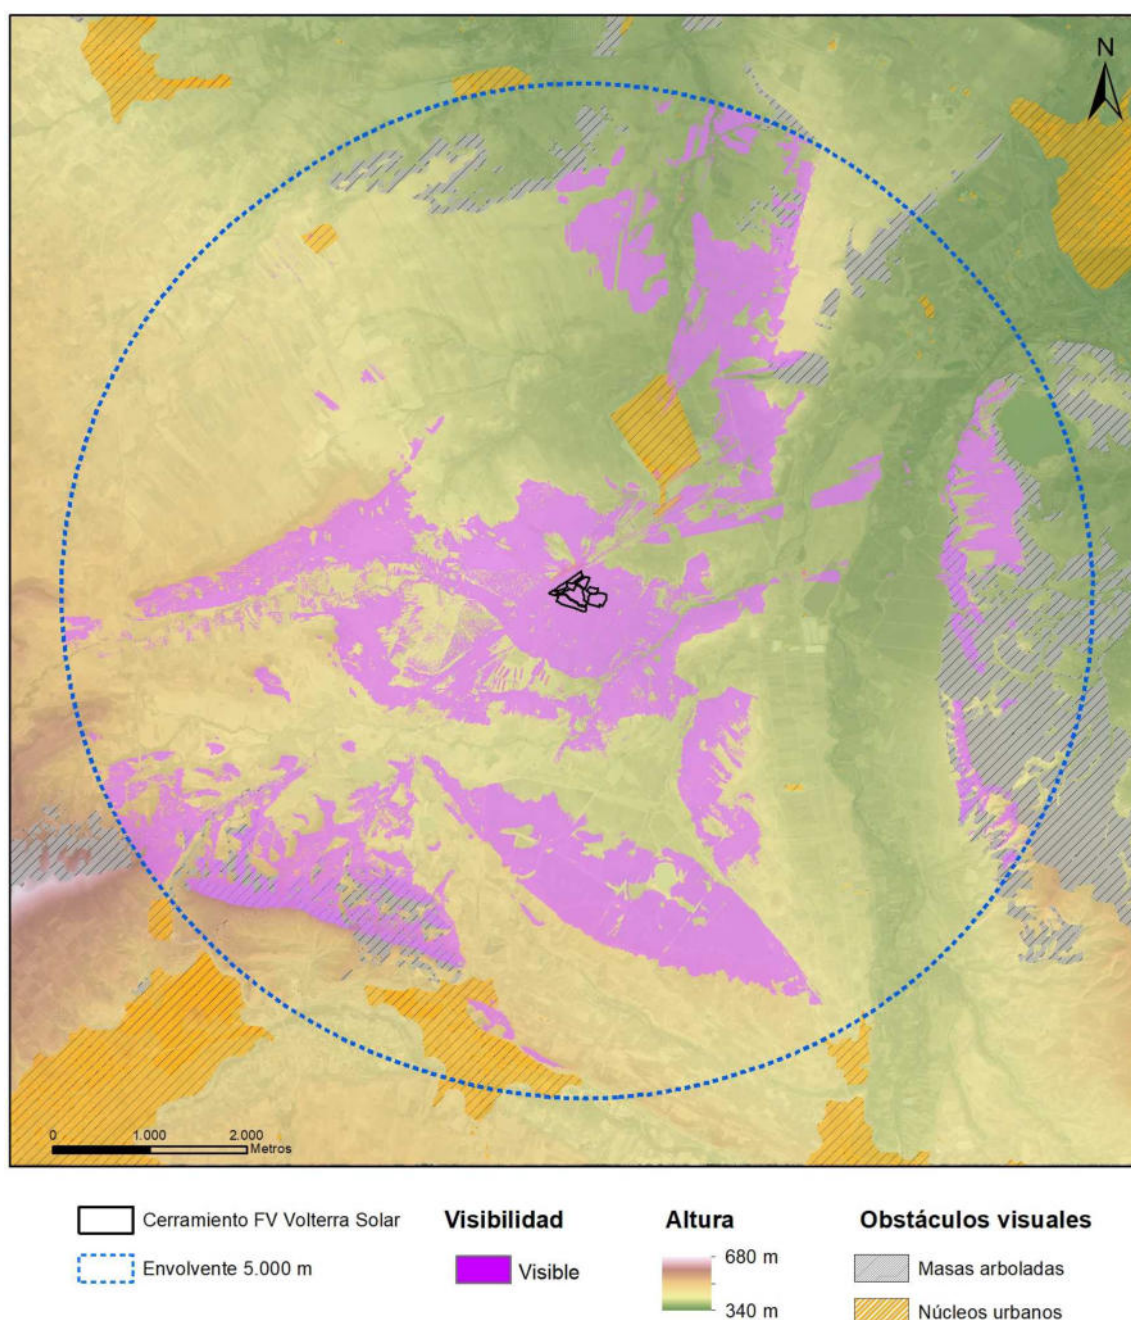 N
0 1.000 2.000
Metros
Cerramiento FV Volterra Solar
Envolvente 5.000 m
Visibilidad
Visible
Altura
680 m
340 m
Obstáculos visuales
Masas arboladas
Núcleos urbanos